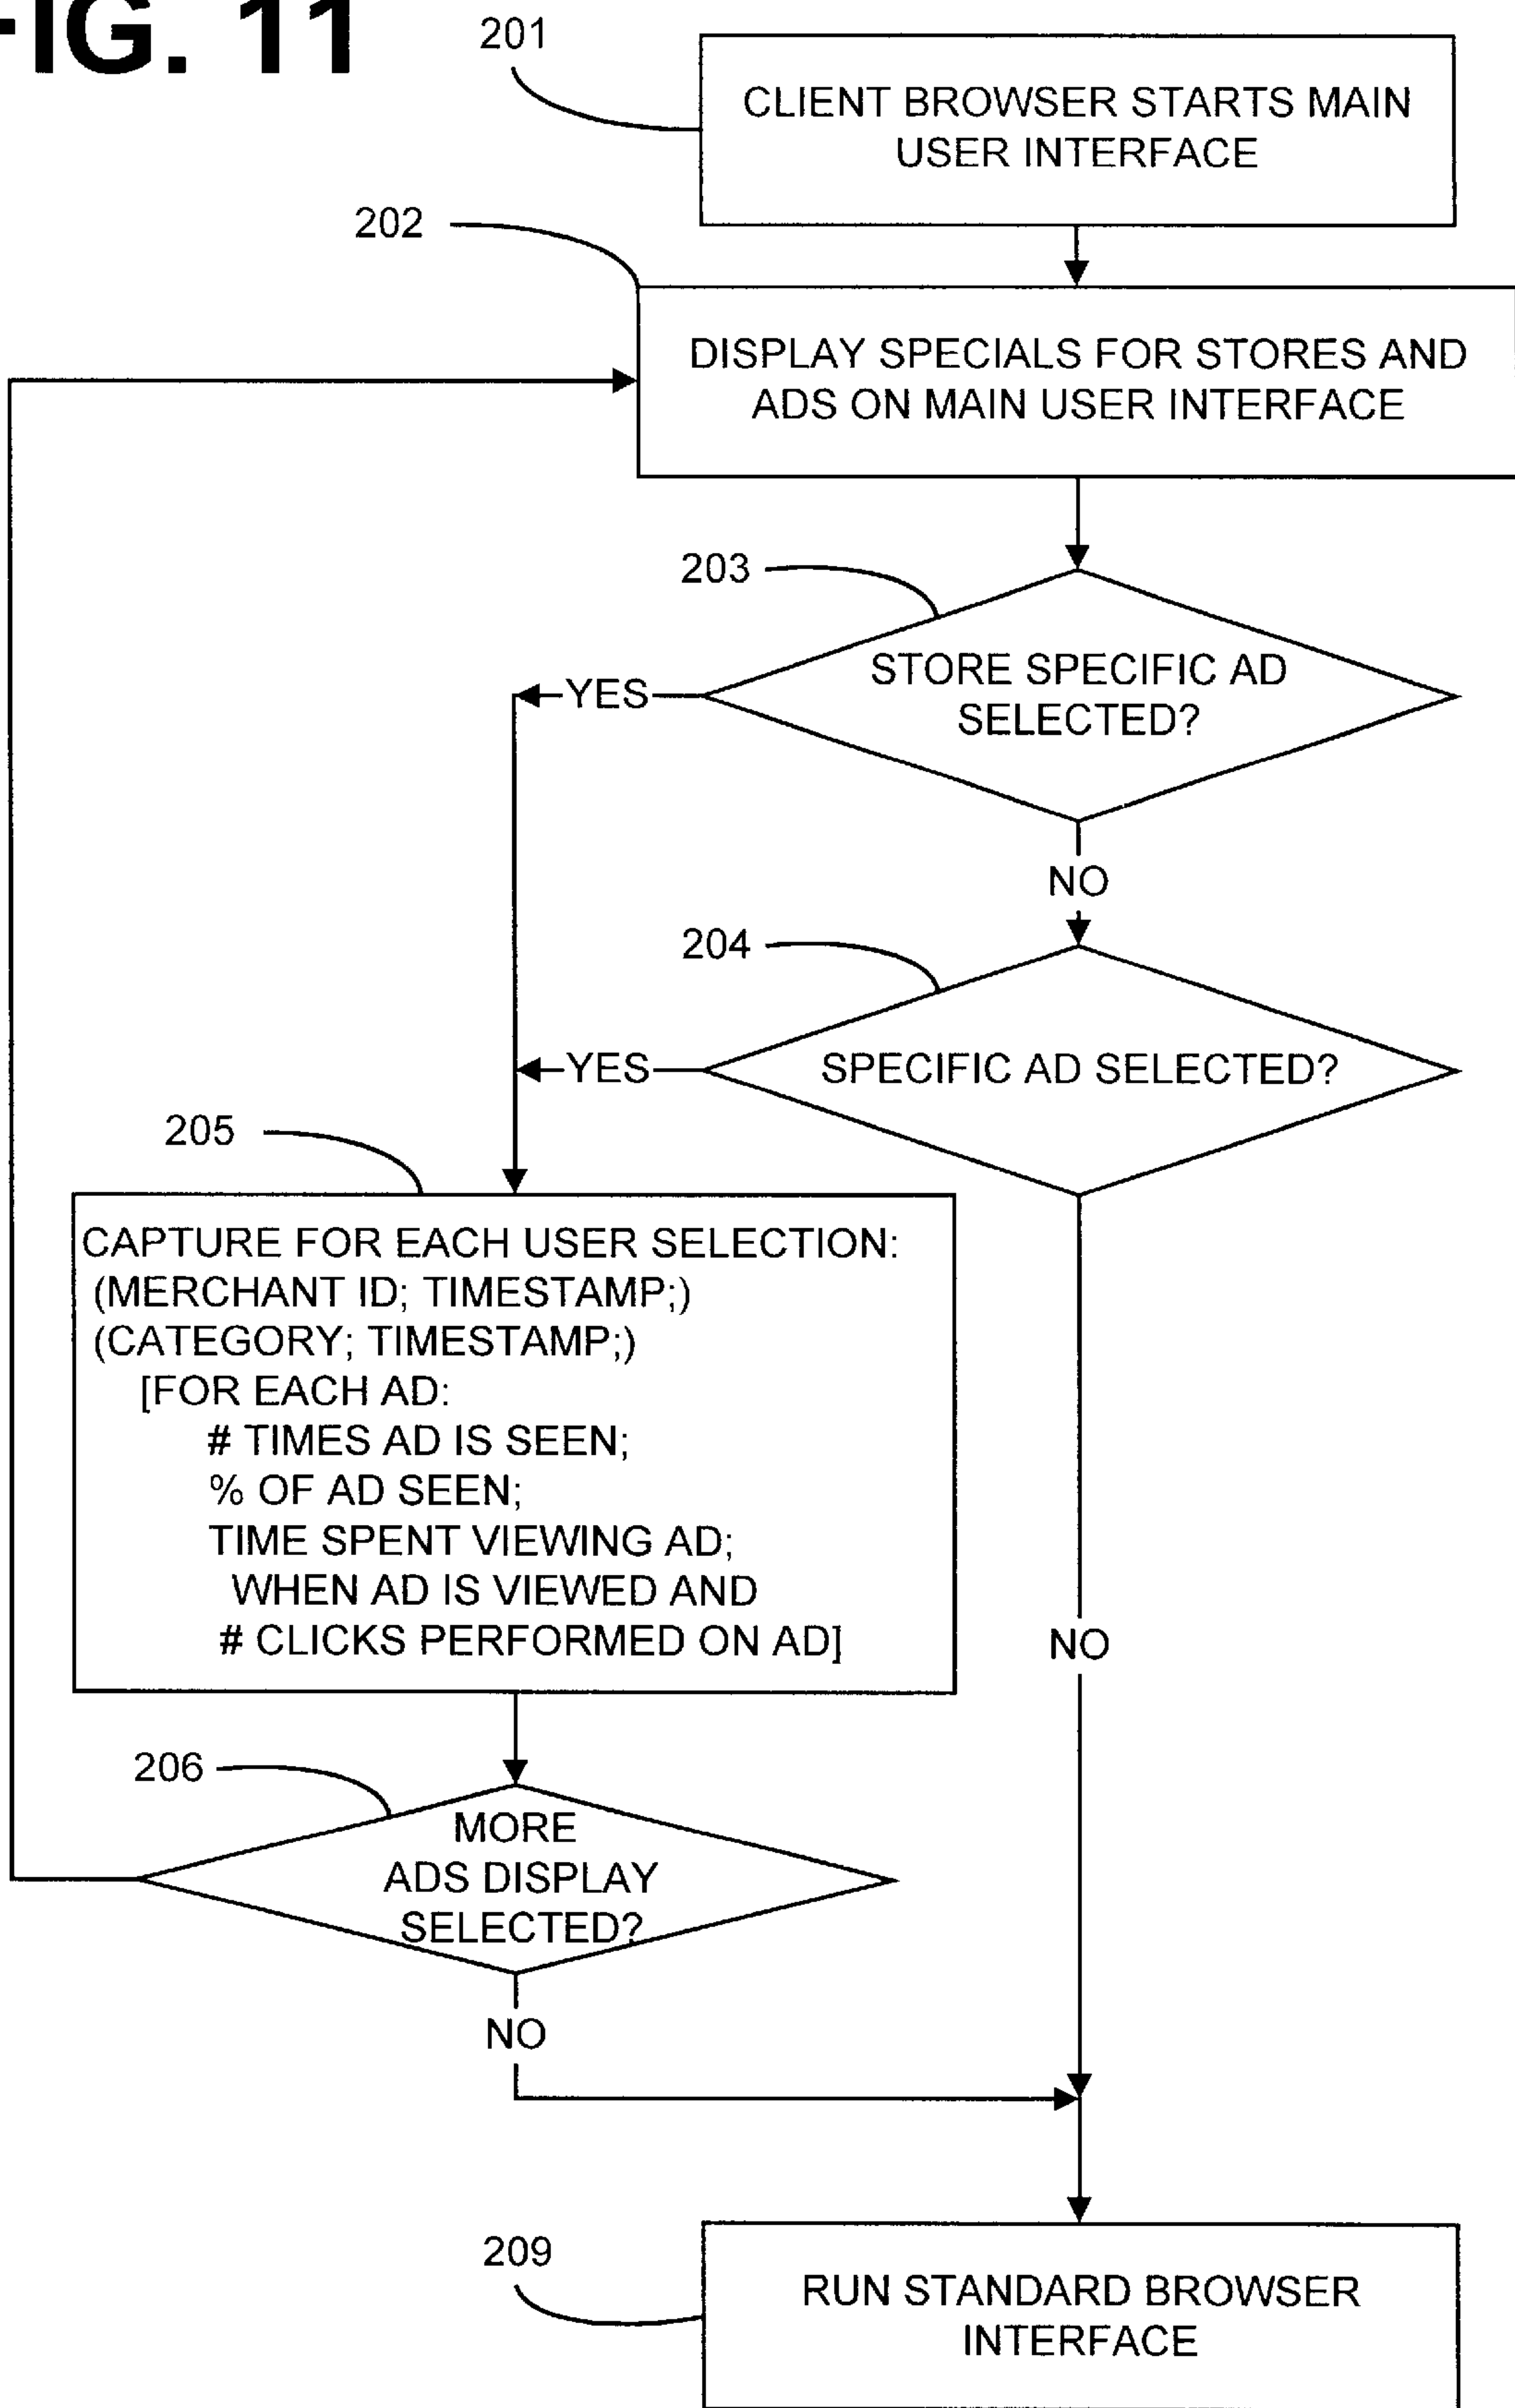 FIG. 11
201
CLIENT BROWSER STARTS MAIN
USER INTERFACE
202
DISPLAY SPECIALS FOR STORES AND
ADS ON MAIN USER INTERFACE
203
STORE SPECIFIC AD
SELECTED?
YES
NO
204
SPECIFIC AD SELECTED?
YES
205
CAPTURE FOR EACH USER SELECTION:
(MERCHANT ID; TIMESTAMP;)
(CATEGORY; TIMESTAMP;)
[FOR EACH AD:
# TIMES AD IS SEEN;
% OF AD SEEN;
TIME SPENT VIEWING AD;
WHEN AD IS VIEWED AND
# CLICKS PERFORMED ON AD]
NO
206
MORE
ADS DISPLAY
SELECTED?
NO
209
RUN STANDARD BROWSER
INTERFACE